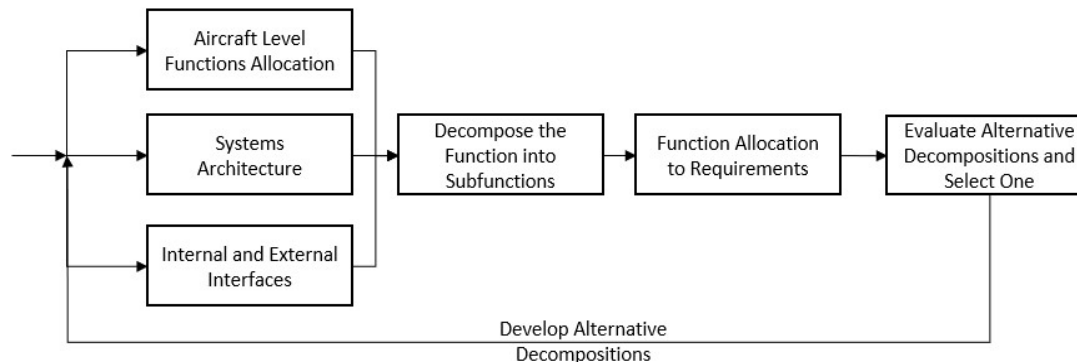 Aircraft Level
Functions Allocation
Systems
Architecture
Internal and External
Interfaces
Decompose the
Function into
Subfunctions
Function Allocation
to Requirements
Evaluate Alternative
Decompositions and
Select One
Develop Alternative
Decompositions